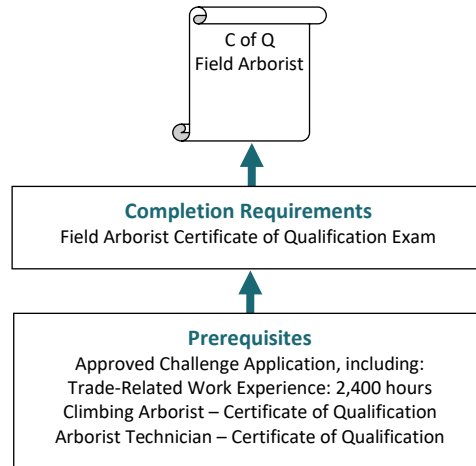 C of Q
Field Arborist
Completion Requirements
Field Arborist Certificate of Qualification Exam
Prerequisites
Approved Challenge Application, including:
Trade-Related Work Experience: 2,400 hours
Climbing Arborist – Certificate of Qualification
Arborist Technician – Certificate of Qualification